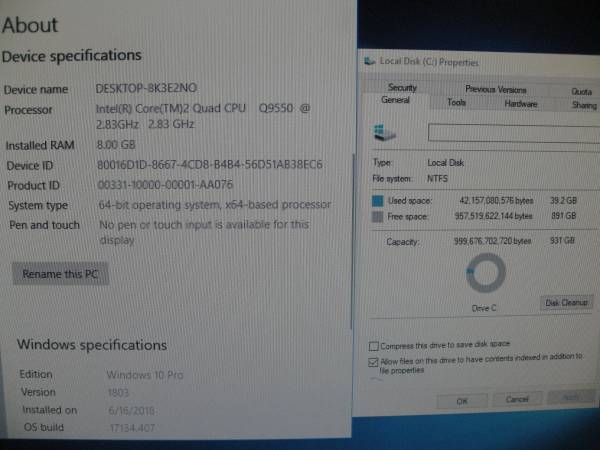 About
Device specifications
Device name DESKTOP-8K3E2NO
Processor Intel(R) Core(TM)2 Quad CPU Q9550 @
2.83GHz 2.83 GHz
Installed RAM 8.00 GB
Device ID 80016D1D-8667-4CD8-B4B4-56D51AB38EC6
Product ID 00331-10000-00001-AA076
System type 64-bit operating system, x64-based processor
Pen and touch No pen or touch input is available for this
display
Rename this PC
Windows specifications
Edition Windows 10 Pro
Version 1803
Installed on 6/16/2018
OS build 17134.407
Local Disk (C:) Properties
Security Previous Versions Quota
General Tools Hardware Sharing
Type: Local Disk
File system: NTFS
Used space: 42,157,080,576 bytes 39.2 GB
Free space: 957,519,622,144 bytes 891 GB
Capacity: 999,676,702,720 bytes 931 GB
Drive C:
Disk Cleanup
Compress this drive to save disk space
Allow files on this drive to have contents indexed in addition to
file properties
OK Cancel Apply